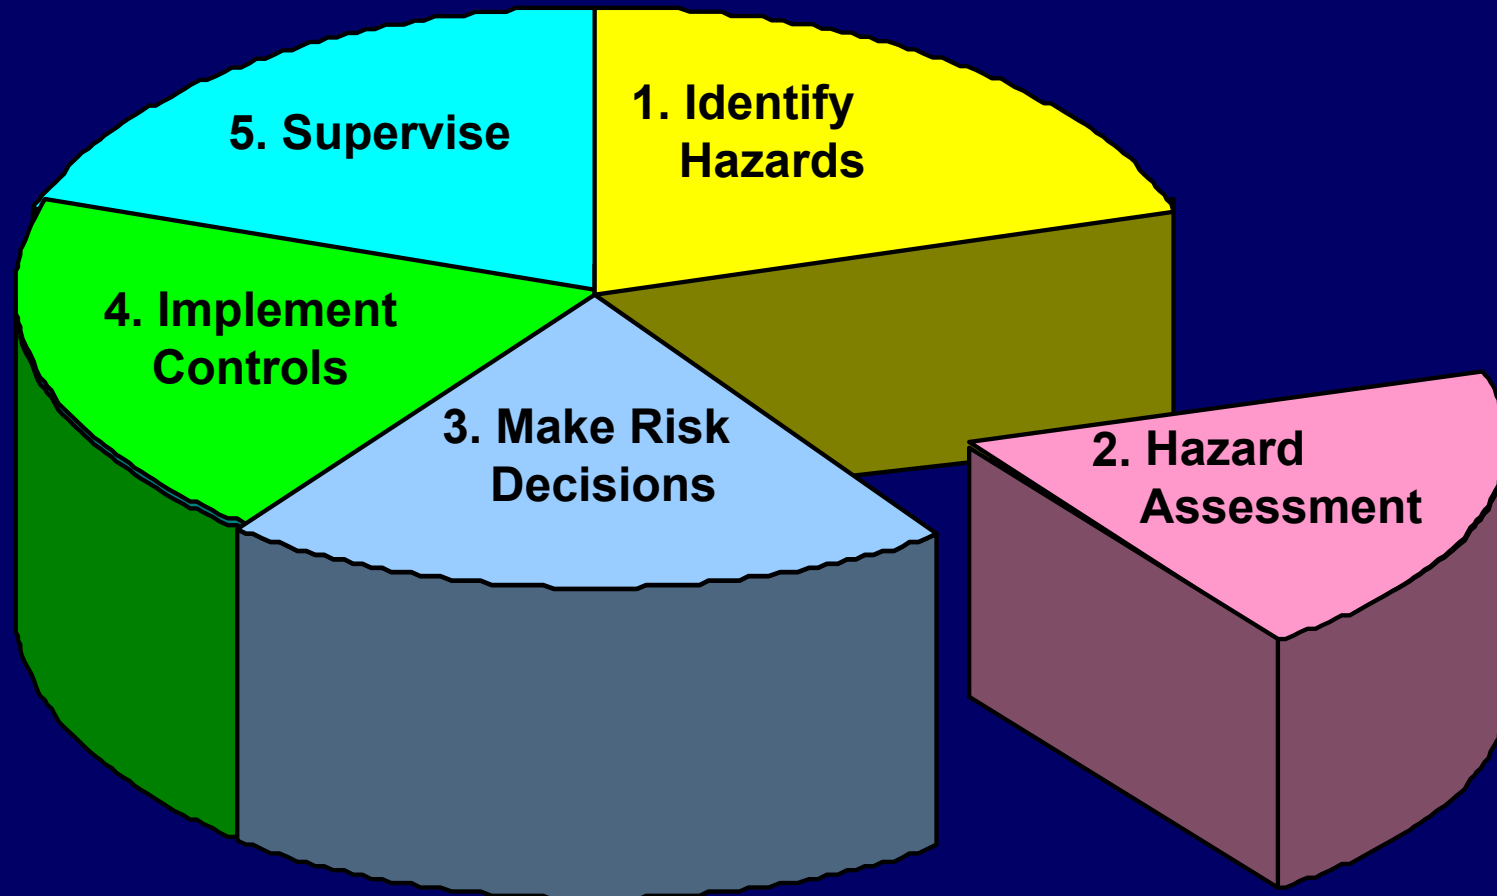 1. Identify
Hazards
2. Hazard
Assessment
3. Make Risk
Decisions
4. Implement
Controls
5. Supervise